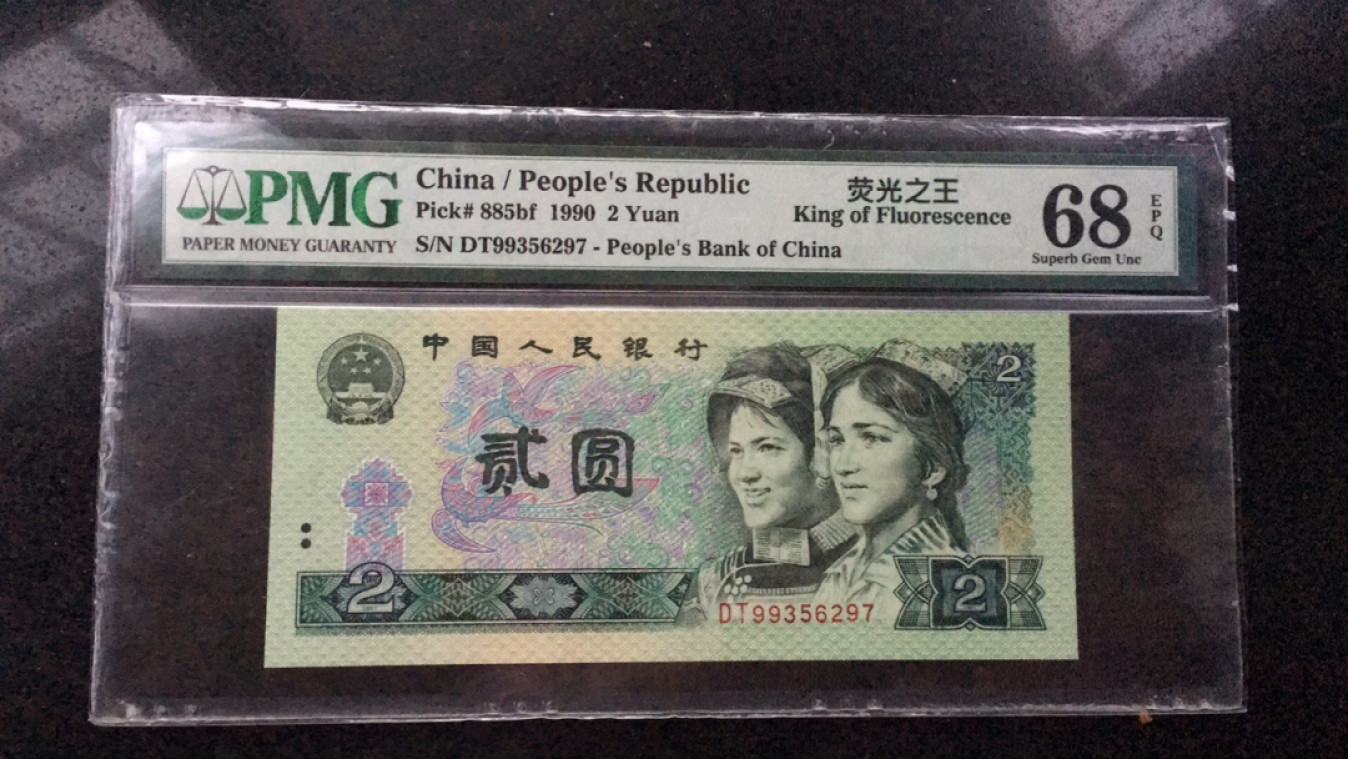 PMG
PAPER MONEY GUARANTY
China / People's Republic
Pick# 885bf 1990 2 Yuan
S/N DT99356297 - People's Bank of China
荧光之王
King of Fluorescence
68
EPQ
Superb Gem Unc
中国人民银行
2
贰圆
2
DT99356297
2